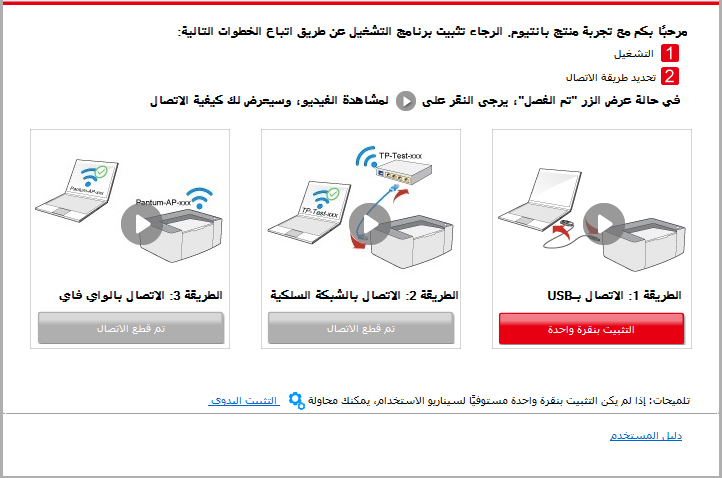 مرحبًا بكم مع تجربة منتج بانتيوم. الرجاء تثبيت برنامج التشغيل عن طريق اتباع الخطوات التالية:
1 التشغيل
2 تحديد طريقة الاتصال
في حالة عرض الزر "تم الفصل"، يرجى النقر على لمشاهدة الفيديو، وسيعرض لك كيفية الاتصال
Pantum-AP-xxx
Pantum-AP-xxx
TP-Test-xxx
TP-Test-xxx
الطريقة 1: الاتصال بـUSB
التثبيت بنقرة واحدة
الطريقة 2: الاتصال بالشبكة السلكية
تم قطع الاتصال
الطريقة 3: الاتصال بالواي فاي
تم قطع الاتصال
تلميحات: إذا لم يكن التثبيت بنقرة واحدة مستوفيًا لسيناريو الاستخدام، يمكنك محاولة التثبيت اليدوي
دليل المستخدم